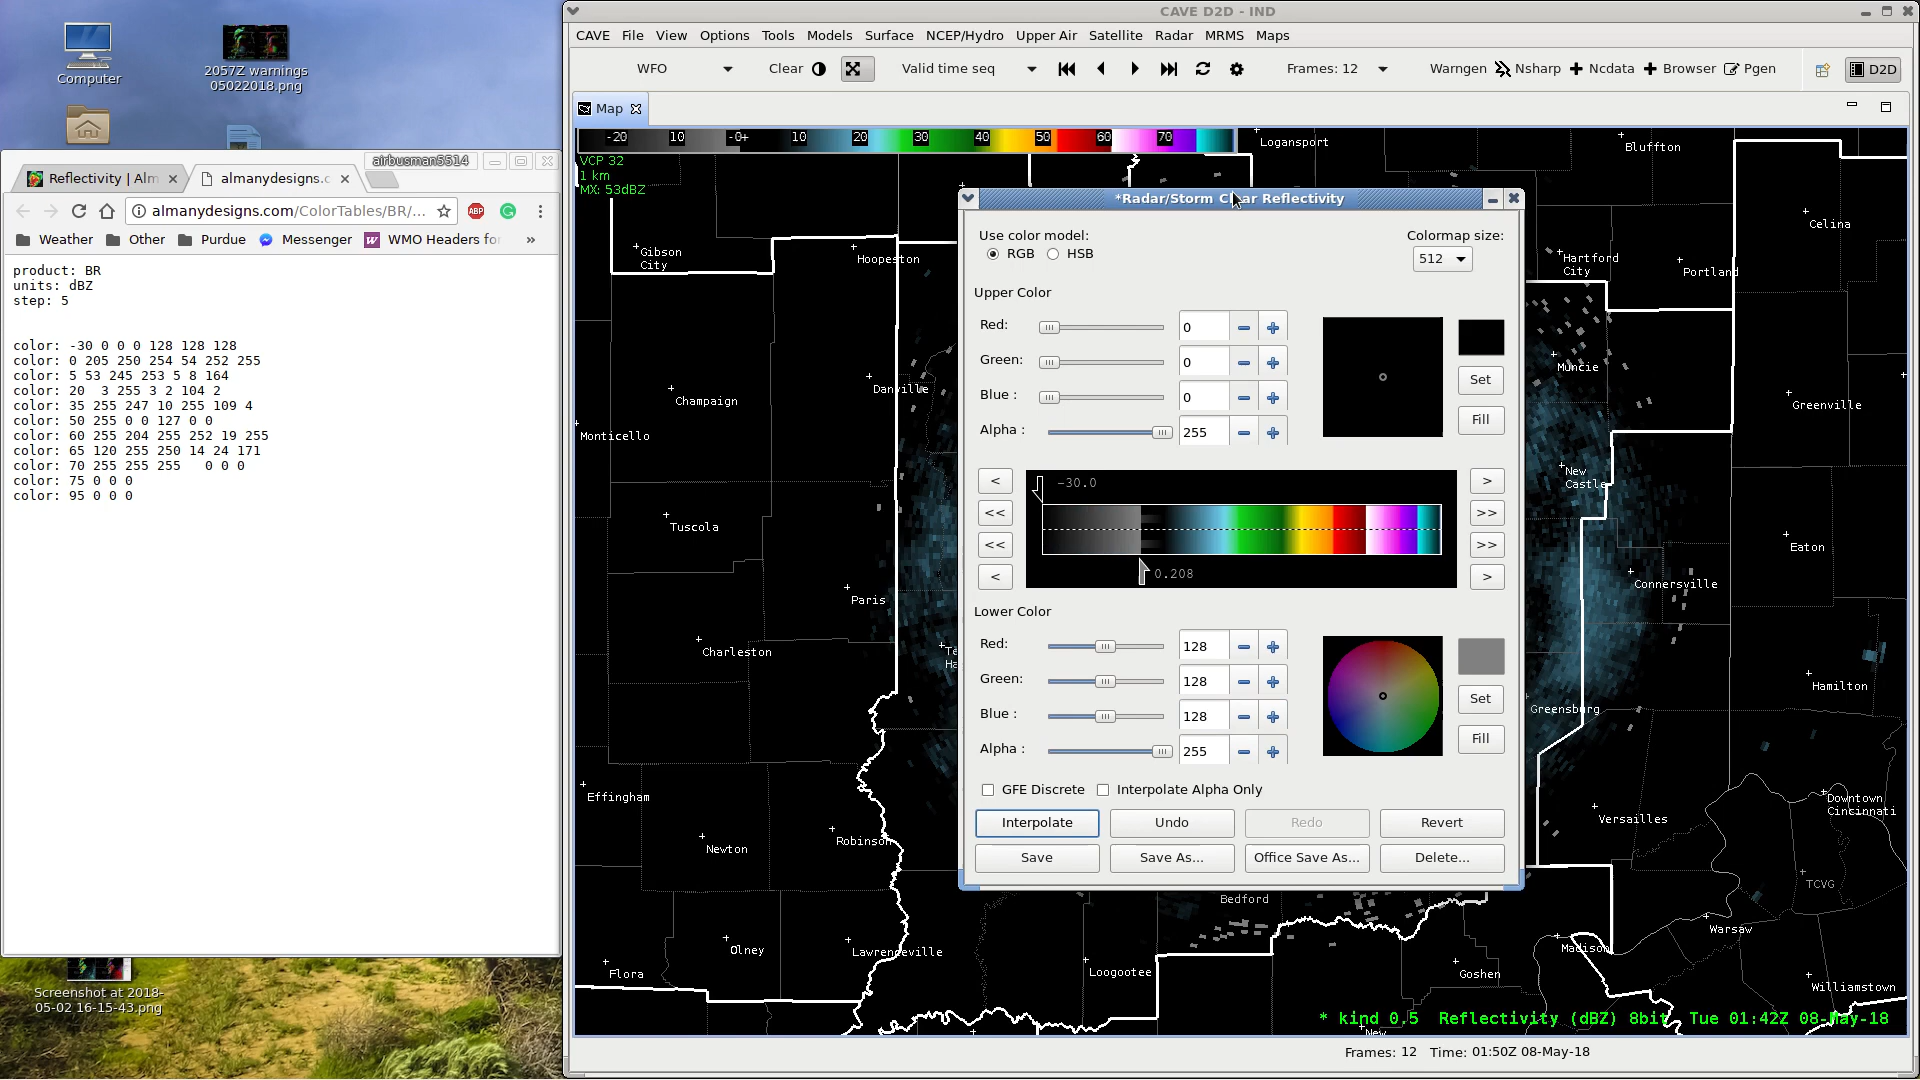 Computer
2057Z warnings
05022018.png
airbusman5514
Reflectivity | Alm
almanydesigns.c
almanydesigns.com/ColorTables/BR/...
ABP
Weather
Other
Purdue
Messenger
WMO Headers for
»
product: BR
units: dBZ
step: 5
color: -30 0 0 0 128 128 128
color: 0 205 250 254 54 252 255
color: 5 53 245 253 5 8 164
color: 20  3 255 3 2 104 2
color: 35 255 247 10 255 109 4
color: 50 255 0 0 127 0 0
color: 60 255 204 255 252 19 255
color: 65 120 255 250 14 24 171
color: 70 255 255 255   0 0 0
color: 75 0 0 0
color: 95 0 0 0
Screenshot at 2018-
05-02 16-15-43.png
CAVE D2D - IND
CAVE File View Options Tools Models Surface NCEP/Hydro Upper Air Satellite Radar MRMS Maps
WFO Clear Valid time seq Frames: 12 Warngen Nsharp Ncdata Browser Pgen D2D
Map
-20 10 -0+ 10 20 30 40 50 60 70
VCP 32
1 km
MX: 53dBZ
Logansport
Bluffton
Gibson
City
Hoopeston
Celina
Hartford
City
Portland
Muncie
Danville
Champaign
Greenville
Monticello
New
Castle
Tuscola
Eaton
Connersville
Paris
Charleston
Te
Ha
Hamilton
Greensburg
Effingham
Downtown
Cincinnati
Versailles
Robinson
Newton
TCVG
Bedford
Warsaw
Madison
Olney
Lawrenceville
Flora
Loogootee
Goshen
Williamstown
New
* kind 0.5  Reflectivity (dBZ) 8bit  Tue 01:42Z 08-May-18
Frames: 12 Time: 01:50Z 08-May-18
*Radar/Storm Clear Reflectivity
Use color model:
RGB HSB
Colormap size:
512
Upper Color
Red: 0
Green: 0
Blue : 0
Alpha : 255
Set
Fill
< -30.0 >
<< >>
<< >>
< 0.208 >
Lower Color
Red: 128
Green: 128
Blue : 128
Alpha : 255
Set
Fill
GFE Discrete Interpolate Alpha Only
Interpolate Undo Redo Revert
Save Save As... Office Save As... Delete...